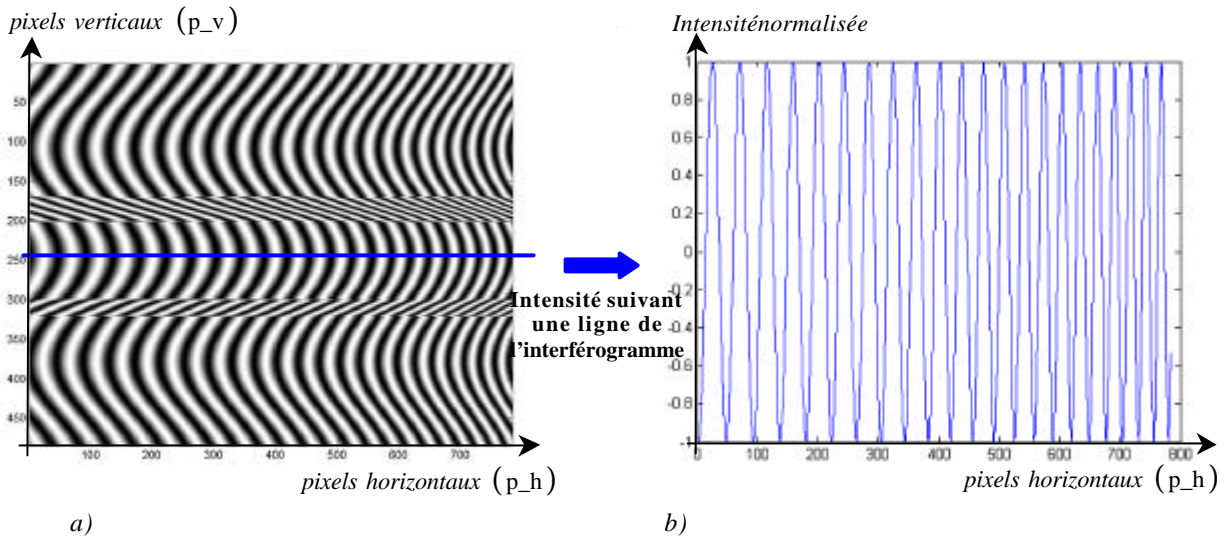 pixels verticaux (p_v)
50
100
150
200
250
300
350
400
450
100 200 300 400 500 600 700
pixels horizontaux (p_h)
a)
Intensité suivant
une ligne de
l'interférogramme
Intensiténormalisée
1
0.8
0.6
0.4
0.2
0
-0.2
-0.4
-0.6
-0.8
-1
0 100 200 300 400 500 600 700 800
pixels horizontaux (p_h)
b)